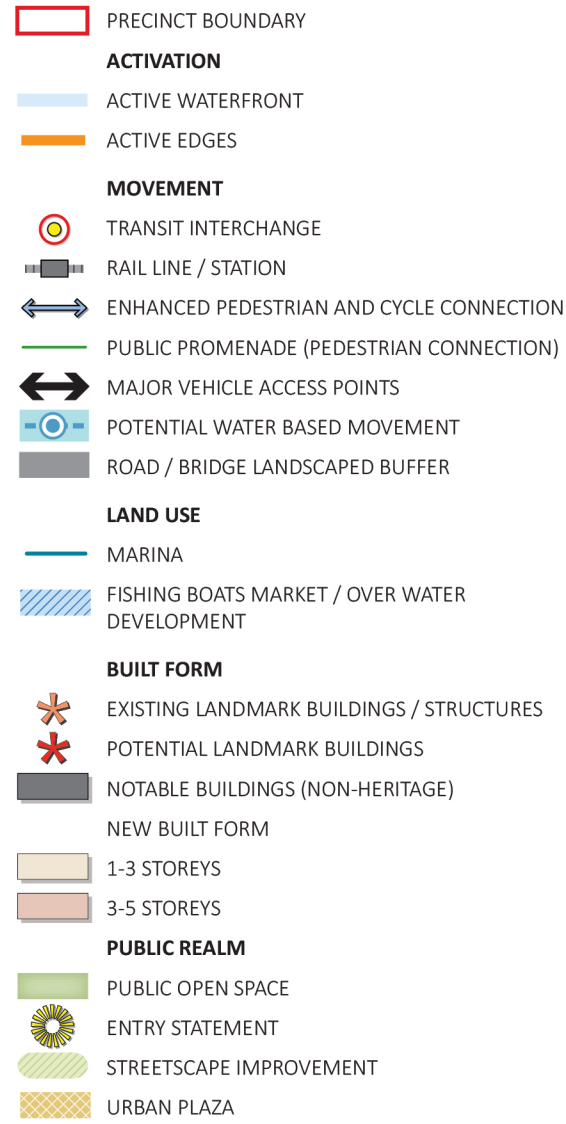 PRECINCT BOUNDARY
ACTIVATION
ACTIVE WATERFRONT
ACTIVE EDGES
MOVEMENT
TRANSIT INTERCHANGE
RAIL LINE / STATION
ENHANCED PEDESTRIAN AND CYCLE CONNECTION
PUBLIC PROMENADE (PEDESTRIAN CONNECTION)
MAJOR VEHICLE ACCESS POINTS
POTENTIAL WATER BASED MOVEMENT
ROAD / BRIDGE LANDSCAPED BUFFER
LAND USE
MARINA
FISHING BOATS MARKET / OVER WATER
DEVELOPMENT
BUILT FORM
EXISTING LANDMARK BUILDINGS / STRUCTURES
POTENTIAL LANDMARK BUILDINGS
NOTABLE BUILDINGS (NON-HERITAGE)
NEW BUILT FORM
1-3 STOREYS
3-5 STOREYS
PUBLIC REALM
PUBLIC OPEN SPACE
ENTRY STATEMENT
STREETSCAPE IMPROVEMENT
URBAN PLAZA